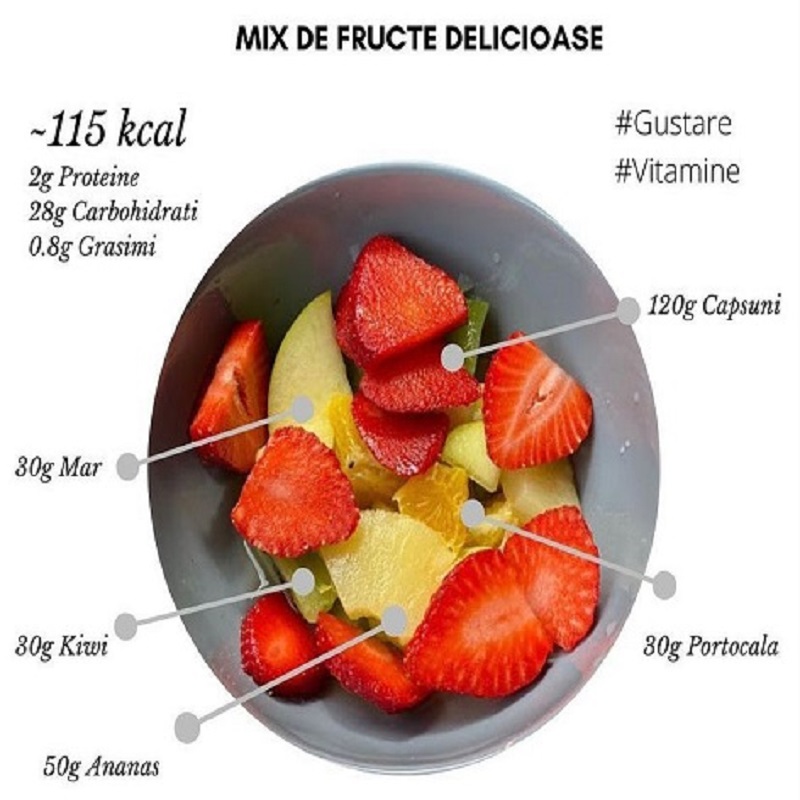 MIX DE FRUCTE DELICIOASE
~115 kcal
2g Proteine
28g Carbohidrati
0.8g Grasimi
#Gustare
#Vitamine
120g Capsuni
30g Mar
30g Kiwi
30g Portocala
50g Ananas